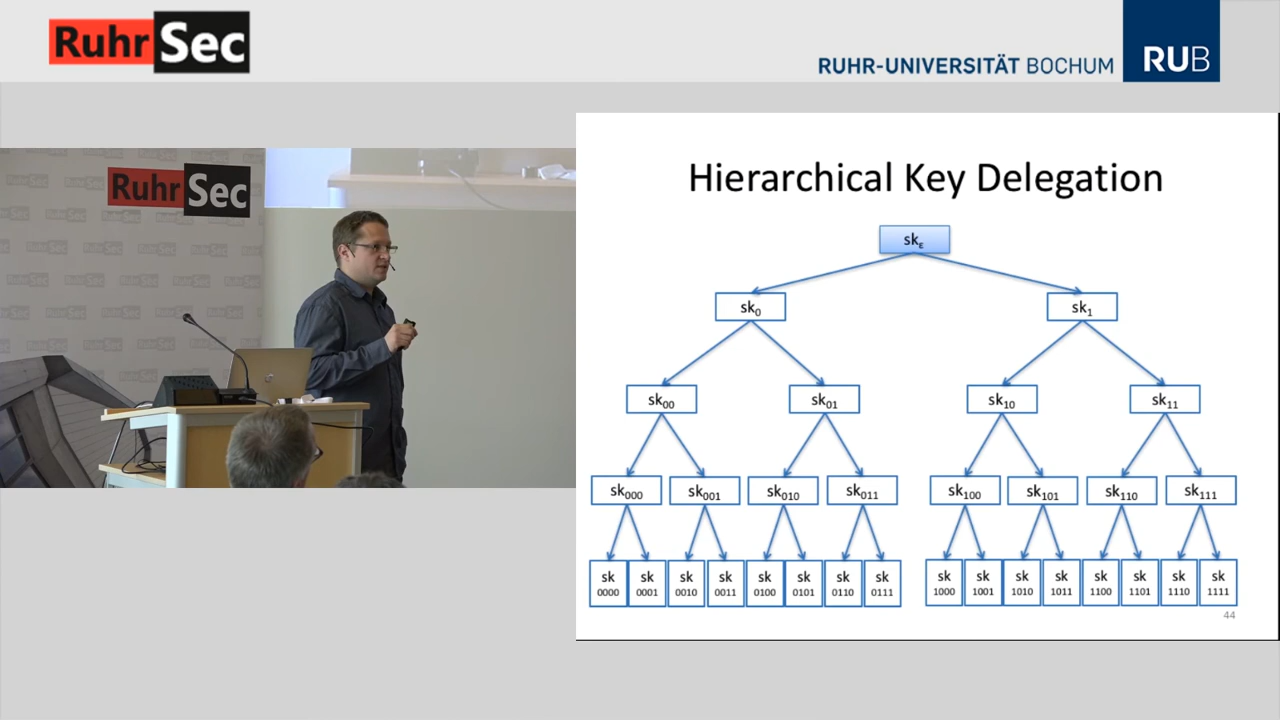 RuhrSec
RUHR-UNIVERSITÄT BOCHUM
RUB
RuhrSec
Hierarchical Key Delegation
skε
sk0 sk1
sk00 sk01 sk10 sk11
sk000 sk001 sk010 sk011 sk100 sk101 sk110 sk111
sk sk sk sk sk sk sk sk sk sk sk sk sk sk sk sk
0000 0001 0010 0011 0100 0101 0110 0111 1000 1001 1010 1011 1100 1101 1110 1111
44